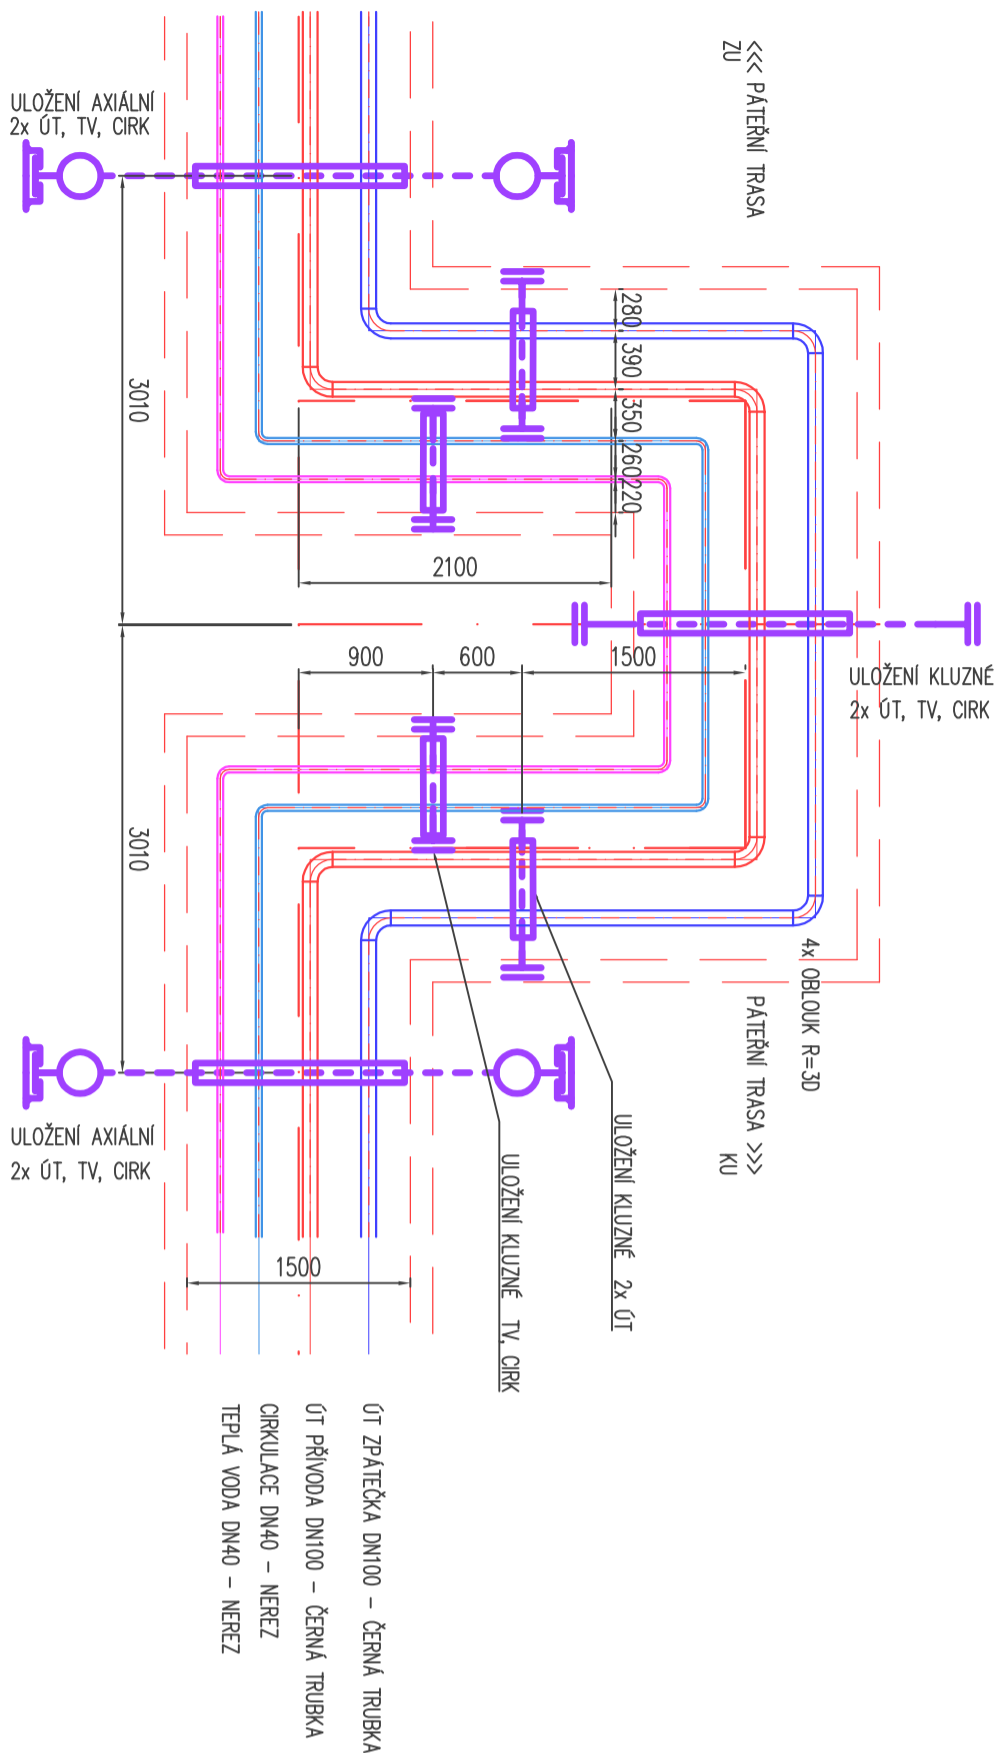 <<< PÁTEŘNÍ TRASA
ZU
ULOŽENÍ AXIÁLNÍ
2x ÚT, TV, CIRK
280
390
350
260
220
3010
2100
900
600
1500
ULOŽENÍ KLUZNÉ
2x ÚT, TV, CIRK
3010
4x OBLOUK R=3D
PÁTEŘNÍ TRASA >>>
KU
ULOŽENÍ AXIÁLNÍ
2x ÚT, TV, CIRK
ULOŽENÍ KLUZNÉ 2x ÚT
ULOŽENÍ KLUZNÉ TV, CIRK
1500
ÚT ZPÁTEČKA DN100 - ČERNÁ TRUBKA
ÚT PŘÍVODA DN100 - ČERNÁ TRUBKA
CIRKULACE DN40 - NEREZ
TEPLÁ VODA DN40 - NEREZ